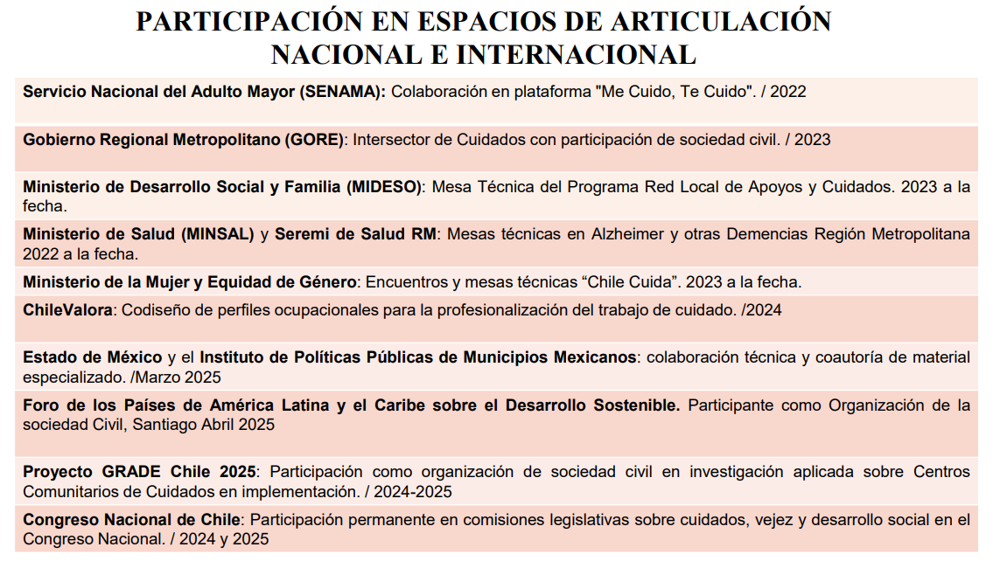 PARTICIPACIÓN EN ESPACIOS DE ARTICULACIÓN
NACIONAL E INTERNACIONAL
Servicio Nacional del Adulto Mayor (SENAMA): Colaboración en plataforma "Me Cuido, Te Cuido". / 2022
Gobierno Regional Metropolitano (GORE): Intersector de Cuidados con participación de sociedad civil. / 2023
Ministerio de Desarrollo Social y Familia (MIDESO): Mesa Técnica del Programa Red Local de Apoyos y Cuidados. 2023 a la
fecha.
Ministerio de Salud (MINSAL) y Seremi de Salud RM: Mesas técnicas en Alzheimer y otras Demencias Región Metropolitana
2022 a la fecha.
Ministerio de la Mujer y Equidad de Género: Encuentros y mesas técnicas “Chile Cuida”. 2023 a la fecha.
ChileValora: Codiseño de perfiles ocupacionales para la profesionalización del trabajo de cuidado. /2024
Estado de México y el Instituto de Políticas Públicas de Municipios Mexicanos: colaboración técnica y coautoría de material
especializado. /Marzo 2025
Foro de los Países de América Latina y el Caribe sobre el Desarrollo Sostenible. Participante como Organización de la
sociedad Civil, Santiago Abril 2025
Proyecto GRADE Chile 2025: Participación como organización de sociedad civil en investigación aplicada sobre Centros
Comunitarios de Cuidados en implementación. / 2024-2025
Congreso Nacional de Chile: Participación permanente en comisiones legislativas sobre cuidados, vejez y desarrollo social en el
Congreso Nacional. / 2024 y 2025